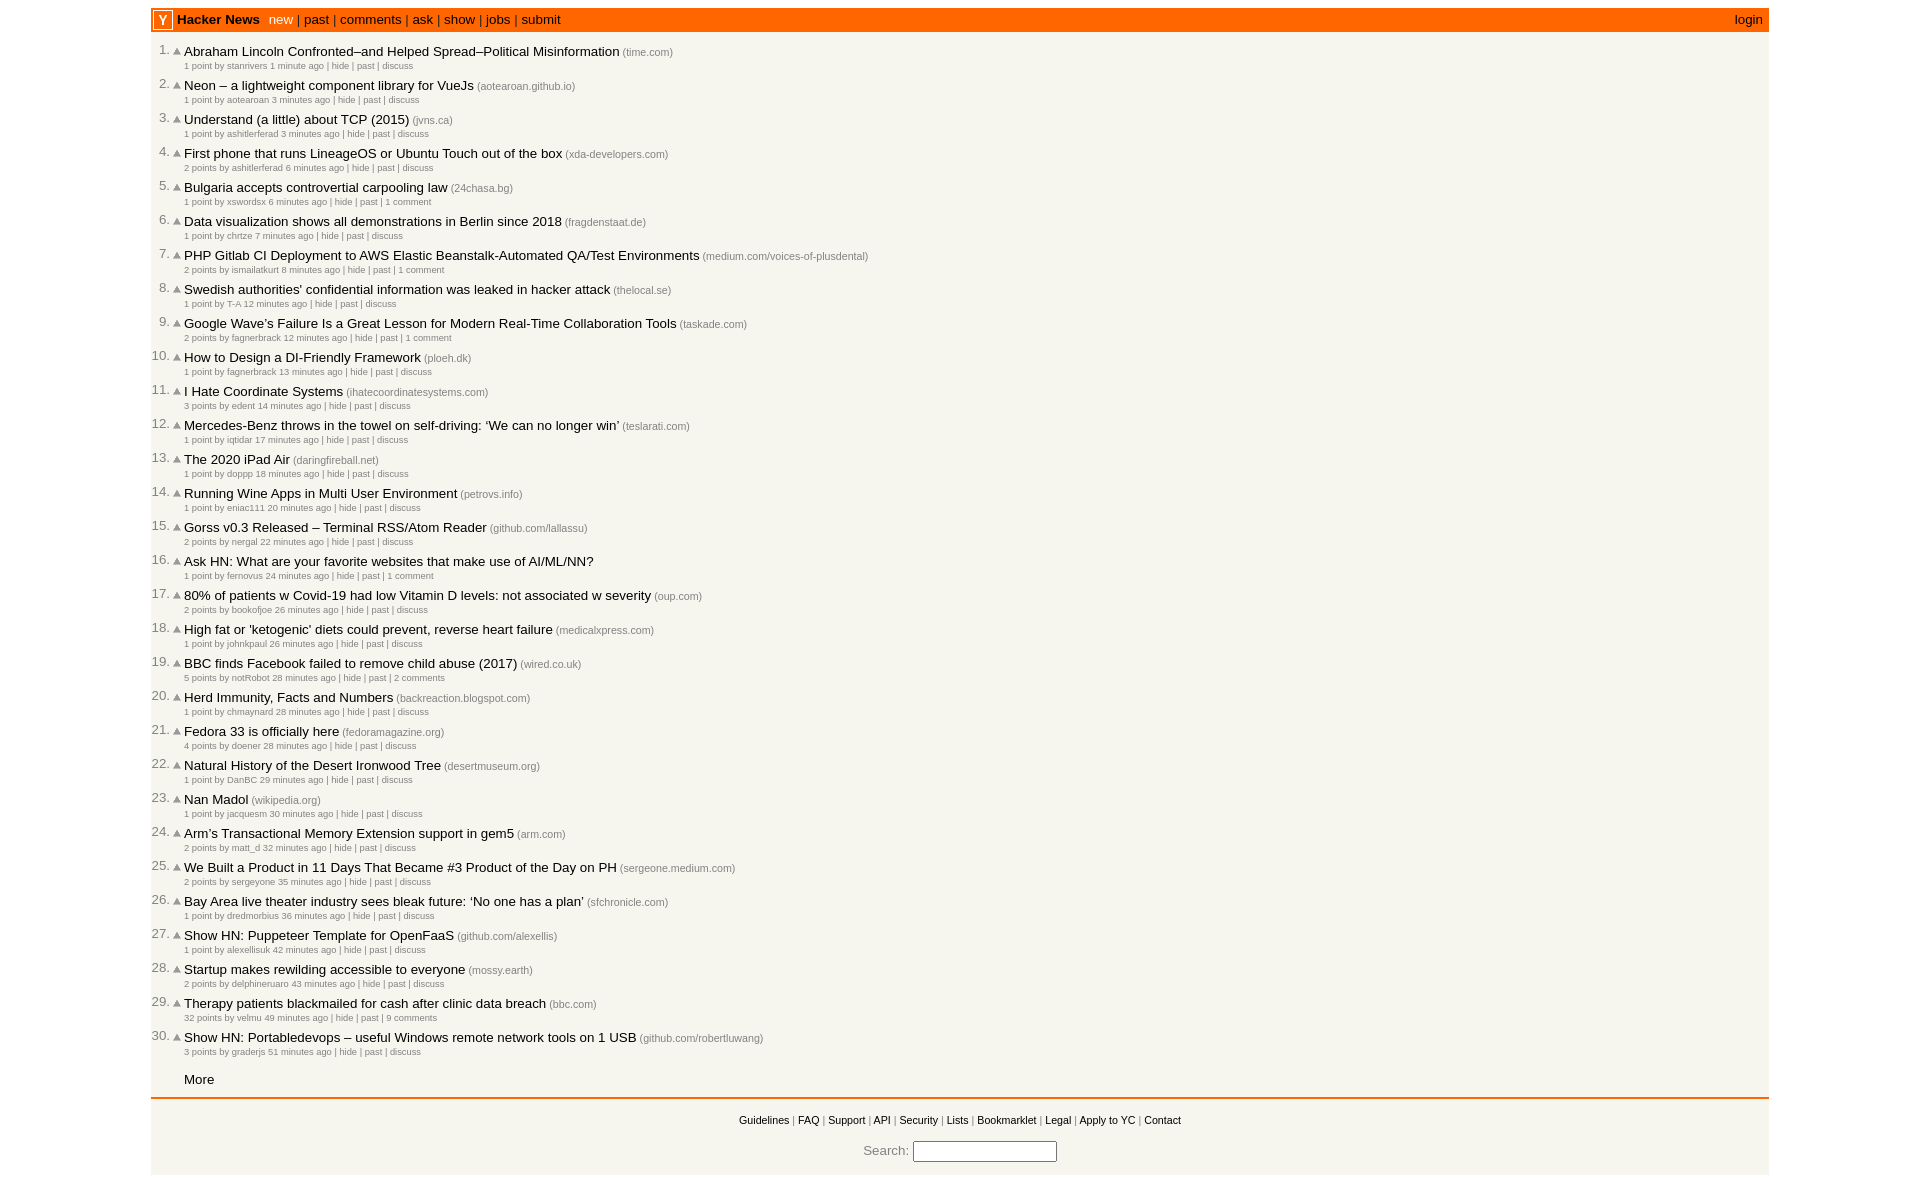 Y Hacker News new | past | comments | ask | show | jobs | submit login
1. Abraham Lincoln Confronted–and Helped Spread–Political Misinformation (time.com)
1 point by stanrivers 1 minute ago | hide | past | discuss
2. Neon – a lightweight component library for VueJs (aotearoan.github.io)
1 point by aotearoan 3 minutes ago | hide | past | discuss
3. Understand (a little) about TCP (2015) (jvns.ca)
1 point by ashitlerferad 3 minutes ago | hide | past | discuss
4. First phone that runs LineageOS or Ubuntu Touch out of the box (xda-developers.com)
2 points by ashitlerferad 6 minutes ago | hide | past | discuss
5. Bulgaria accepts controvertial carpooling law (24chasa.bg)
1 point by xswordsx 6 minutes ago | hide | past | 1 comment
6. Data visualization shows all demonstrations in Berlin since 2018 (fragdenstaat.de)
1 point by chrtze 7 minutes ago | hide | past | discuss
7. PHP Gitlab CI Deployment to AWS Elastic Beanstalk-Automated QA/Test Environments (medium.com/voices-of-plusdental)
2 points by ismailatkurt 8 minutes ago | hide | past | 1 comment
8. Swedish authorities' confidential information was leaked in hacker attack (thelocal.se)
1 point by T-A 12 minutes ago | hide | past | discuss
9. Google Wave’s Failure Is a Great Lesson for Modern Real-Time Collaboration Tools (taskade.com)
2 points by fagnerbrack 12 minutes ago | hide | past | 1 comment
10. How to Design a DI-Friendly Framework (ploeh.dk)
1 point by fagnerbrack 13 minutes ago | hide | past | discuss
11. I Hate Coordinate Systems (ihatecoordinatesystems.com)
3 points by edent 14 minutes ago | hide | past | discuss
12. Mercedes-Benz throws in the towel on self-driving: ‘We can no longer win’ (teslarati.com)
1 point by iqtidar 17 minutes ago | hide | past | discuss
13. The 2020 iPad Air (daringfireball.net)
1 point by doppp 18 minutes ago | hide | past | discuss
14. Running Wine Apps in Multi User Environment (petrovs.info)
1 point by eniac111 20 minutes ago | hide | past | discuss
15. Gorss v0.3 Released – Terminal RSS/Atom Reader (github.com/lallassu)
2 points by nergal 22 minutes ago | hide | past | discuss
16. Ask HN: What are your favorite websites that make use of AI/ML/NN?
1 point by fernovus 24 minutes ago | hide | past | 1 comment
17. 80% of patients w Covid-19 had low Vitamin D levels: not associated w severity (oup.com)
2 points by bookofjoe 26 minutes ago | hide | past | discuss
18. High fat or 'ketogenic' diets could prevent, reverse heart failure (medicalxpress.com)
1 point by johnkpaul 26 minutes ago | hide | past | discuss
19. BBC finds Facebook failed to remove child abuse (2017) (wired.co.uk)
5 points by notRobot 28 minutes ago | hide | past | 2 comments
20. Herd Immunity, Facts and Numbers (backreaction.blogspot.com)
1 point by chmaynard 28 minutes ago | hide | past | discuss
21. Fedora 33 is officially here (fedoramagazine.org)
4 points by doener 28 minutes ago | hide | past | discuss
22. Natural History of the Desert Ironwood Tree (desertmuseum.org)
1 point by DanBC 29 minutes ago | hide | past | discuss
23. Nan Madol (wikipedia.org)
1 point by jacquesm 30 minutes ago | hide | past | discuss
24. Arm’s Transactional Memory Extension support in gem5 (arm.com)
2 points by matt_d 32 minutes ago | hide | past | discuss
25. We Built a Product in 11 Days That Became #3 Product of the Day on PH (sergeone.medium.com)
2 points by sergeyone 35 minutes ago | hide | past | discuss
26. Bay Area live theater industry sees bleak future: ‘No one has a plan’ (sfchronicle.com)
1 point by dredmorbius 36 minutes ago | hide | past | discuss
27. Show HN: Puppeteer Template for OpenFaaS (github.com/alexellis)
1 point by alexellisuk 42 minutes ago | hide | past | discuss
28. Startup makes rewilding accessible to everyone (mossy.earth)
2 points by delphineruaro 43 minutes ago | hide | past | discuss
29. Therapy patients blackmailed for cash after clinic data breach (bbc.com)
32 points by velmu 49 minutes ago | hide | past | 9 comments
30. Show HN: Portabledevops – useful Windows remote network tools on 1 USB (github.com/robertluwang)
3 points by graderjs 51 minutes ago | hide | past | discuss
More
Guidelines | FAQ | Support | API | Security | Lists | Bookmarklet | Legal | Apply to YC | Contact
Search: